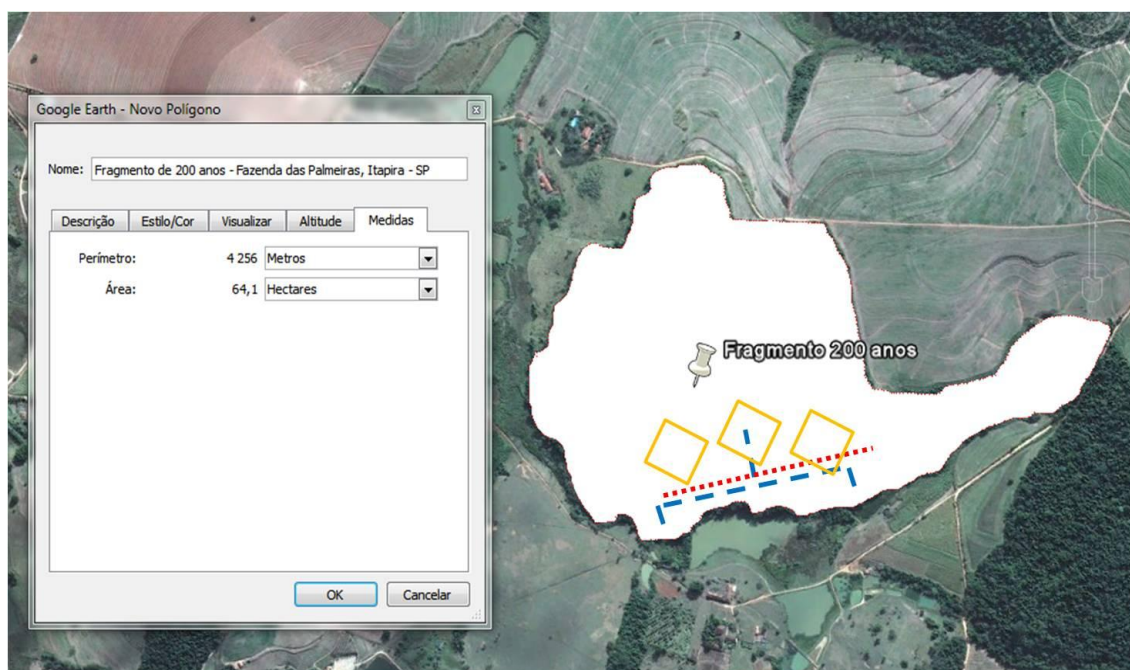 Google Earth - Novo Polígono
Nome: Fragmento de 200 anos - Fazenda das Palmeiras, Itapira - SP
Descrição Estilo/Cor Visualizar Altitude Medidas
Perímetro: 4 256 Metros
Área: 64,1 Hectares
OK Cancelar
Fragmento 200 anos